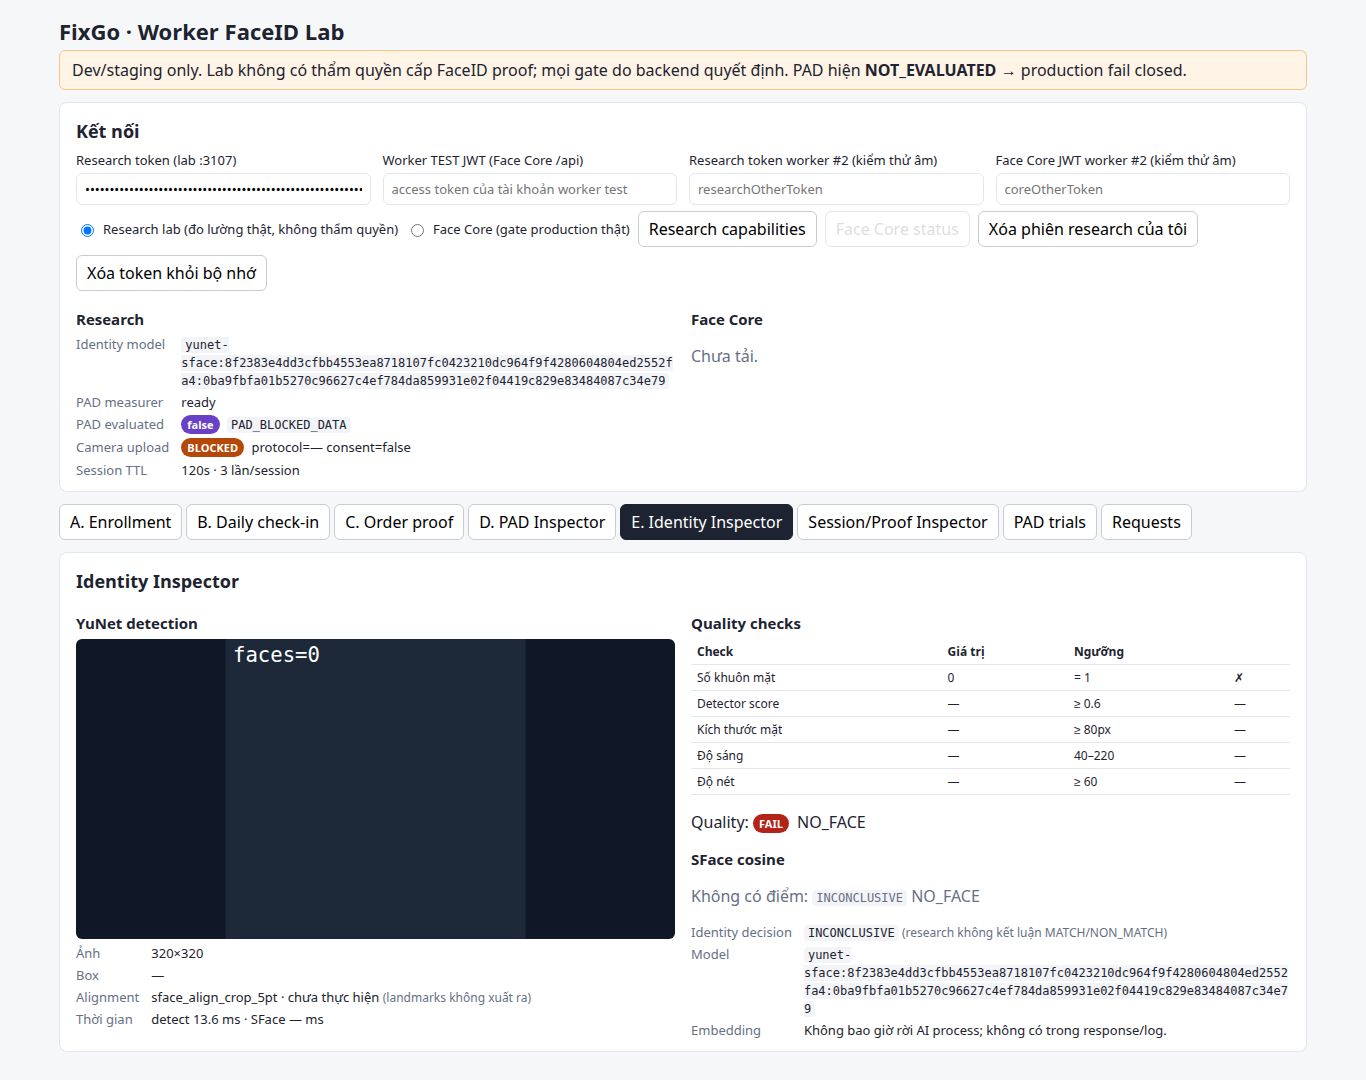 FixGo · Worker FaceID Lab
Dev/staging only. Lab không có thẩm quyền cấp FaceID proof; mọi gate do backend quyết định. PAD hiện NOT_EVALUATED → production fail closed.
Kết nối
Research token (lab :3107)
Worker TEST JWT (Face Core /api)
Research token worker #2 (kiểm thử âm)
Face Core JWT worker #2 (kiểm thử âm)
access token của tài khoản worker test
researchOtherToken
coreOtherToken
Research lab (đo lường thật, không thẩm quyền)
Face Core (gate production thật)
Research capabilities
Face Core status
Xóa phiên research của tôi
Xóa token khỏi bộ nhớ
Research
Identity model yunet-
sface:8f2383e4dd3cfbb4553ea8718107fc0423210dc964f9f4280604804ed2552f
a4:0ba9fbfa01b5270c96627c4ef784da859931e02f04419c829e83484087c34e79
PAD measurer ready
PAD evaluated false PAD_BLOCKED_DATA
Camera upload BLOCKED protocol=— consent=false
Session TTL 120s · 3 lần/session
Face Core
Chưa tải.
A. Enrollment
B. Daily check-in
C. Order proof
D. PAD Inspector
E. Identity Inspector
Session/Proof Inspector
PAD trials
Requests
Identity Inspector
YuNet detection
faces=0
Ảnh 320×320
Box —
Alignment sface_align_crop_5pt · chưa thực hiện (landmarks không xuất ra)
Thời gian detect 13.6 ms · SFace — ms
Quality checks
Check Giá trị Ngưỡng
Số khuôn mặt 0 = 1 ✗
Detector score — ≥ 0.6 —
Kích thước mặt — ≥ 80px —
Độ sáng — 40–220 —
Độ nét — ≥ 60 —
Quality: FAIL NO_FACE
SFace cosine
Không có điểm: INCONCLUSIVE NO_FACE
Identity decision INCONCLUSIVE (research không kết luận MATCH/NON_MATCH)
Model yunet-
sface:8f2383e4dd3cfbb4553ea8718107fc0423210dc964f9f4280604804ed2552
fa4:0ba9fbfa01b5270c96627c4ef784da859931e02f04419c829e83484087c34e7
9
Embedding Không bao giờ rời AI process; không có trong response/log.